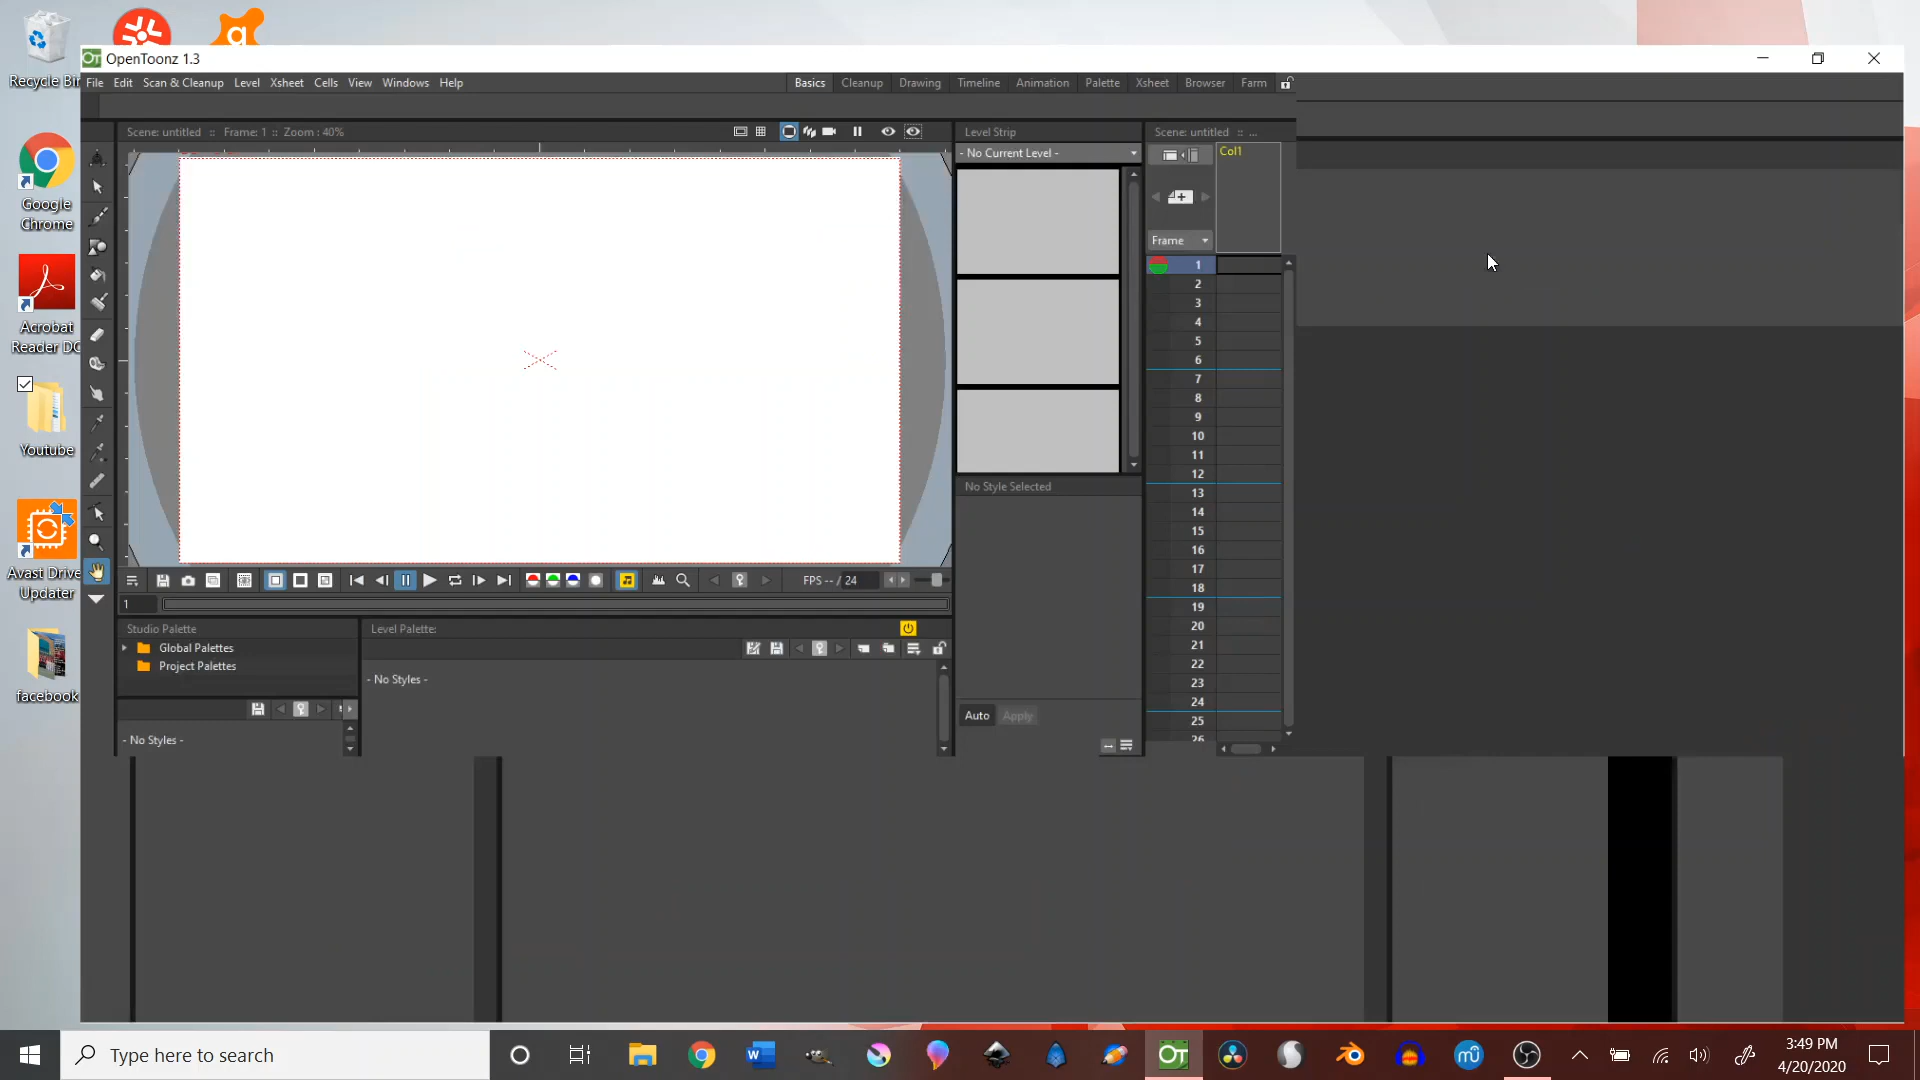 Recycle Bin
Google
Chrome
Acrobat
Reader DC
Youtube
Avast Drive
Updater
facebook
OT OpenToonz 1.3
File Edit Scan & Cleanup Level Xsheet Cells View Windows Help
Basics Cleanup Drawing Timeline Animation Palette Xsheet Browser Farm
Scene: untitled :: Frame: 1 :: Zoom : 40%
Level Strip
- No Current Level -
Scene: untitled :: ...
Col1
Frame
1
2
3
4
5
6
7
8
9
10
11
12
13
14
15
16
17
18
19
20
21
22
23
24
25
26
No Style Selected
Auto Apply
FPS -- / 24
1
Studio Palette
Global Palettes
Project Palettes
- No Styles -
Level Palette:
- No Styles -
Type here to search
OT
3:49 PM
4/20/2020